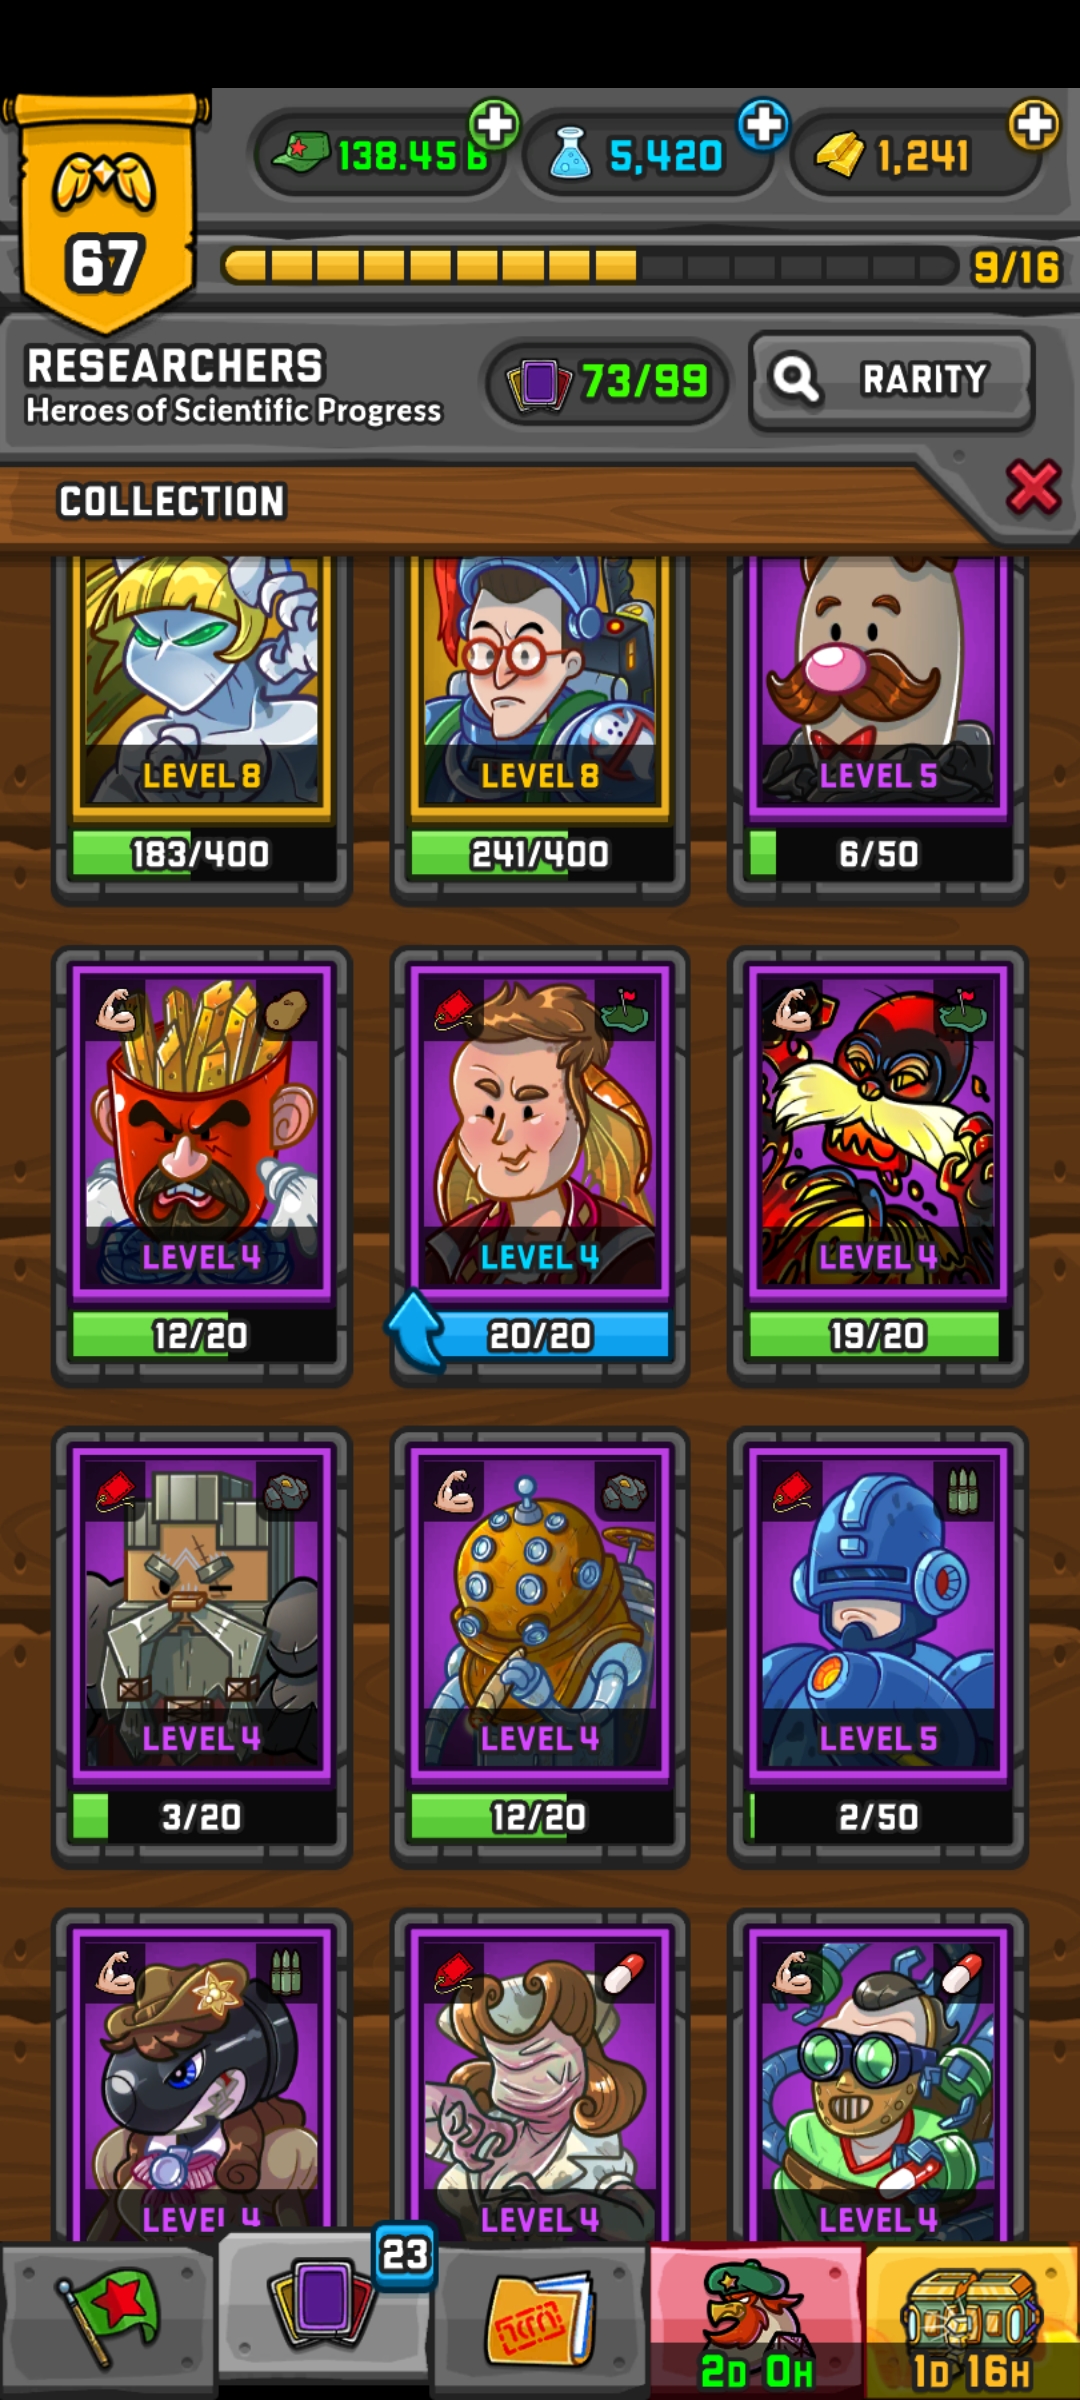 138.45 B
5,420
1,241
67
9/16
RESEARCHERS
Heroes of Scientific Progress
73/99
RARITY
COLLECTION
LEVEL 8
LEVEL 8
LEVEL 5
183/400
241/400
6/50
LEVEL 4
LEVEL 4
LEVEL 4
12/20
20/20
19/20
LEVEL 4
LEVEL 4
LEVEL 5
3/20
12/20
2/50
LEVEL 4
LEVEL 4
LEVEL 4
23
2D 0H
1D 16H